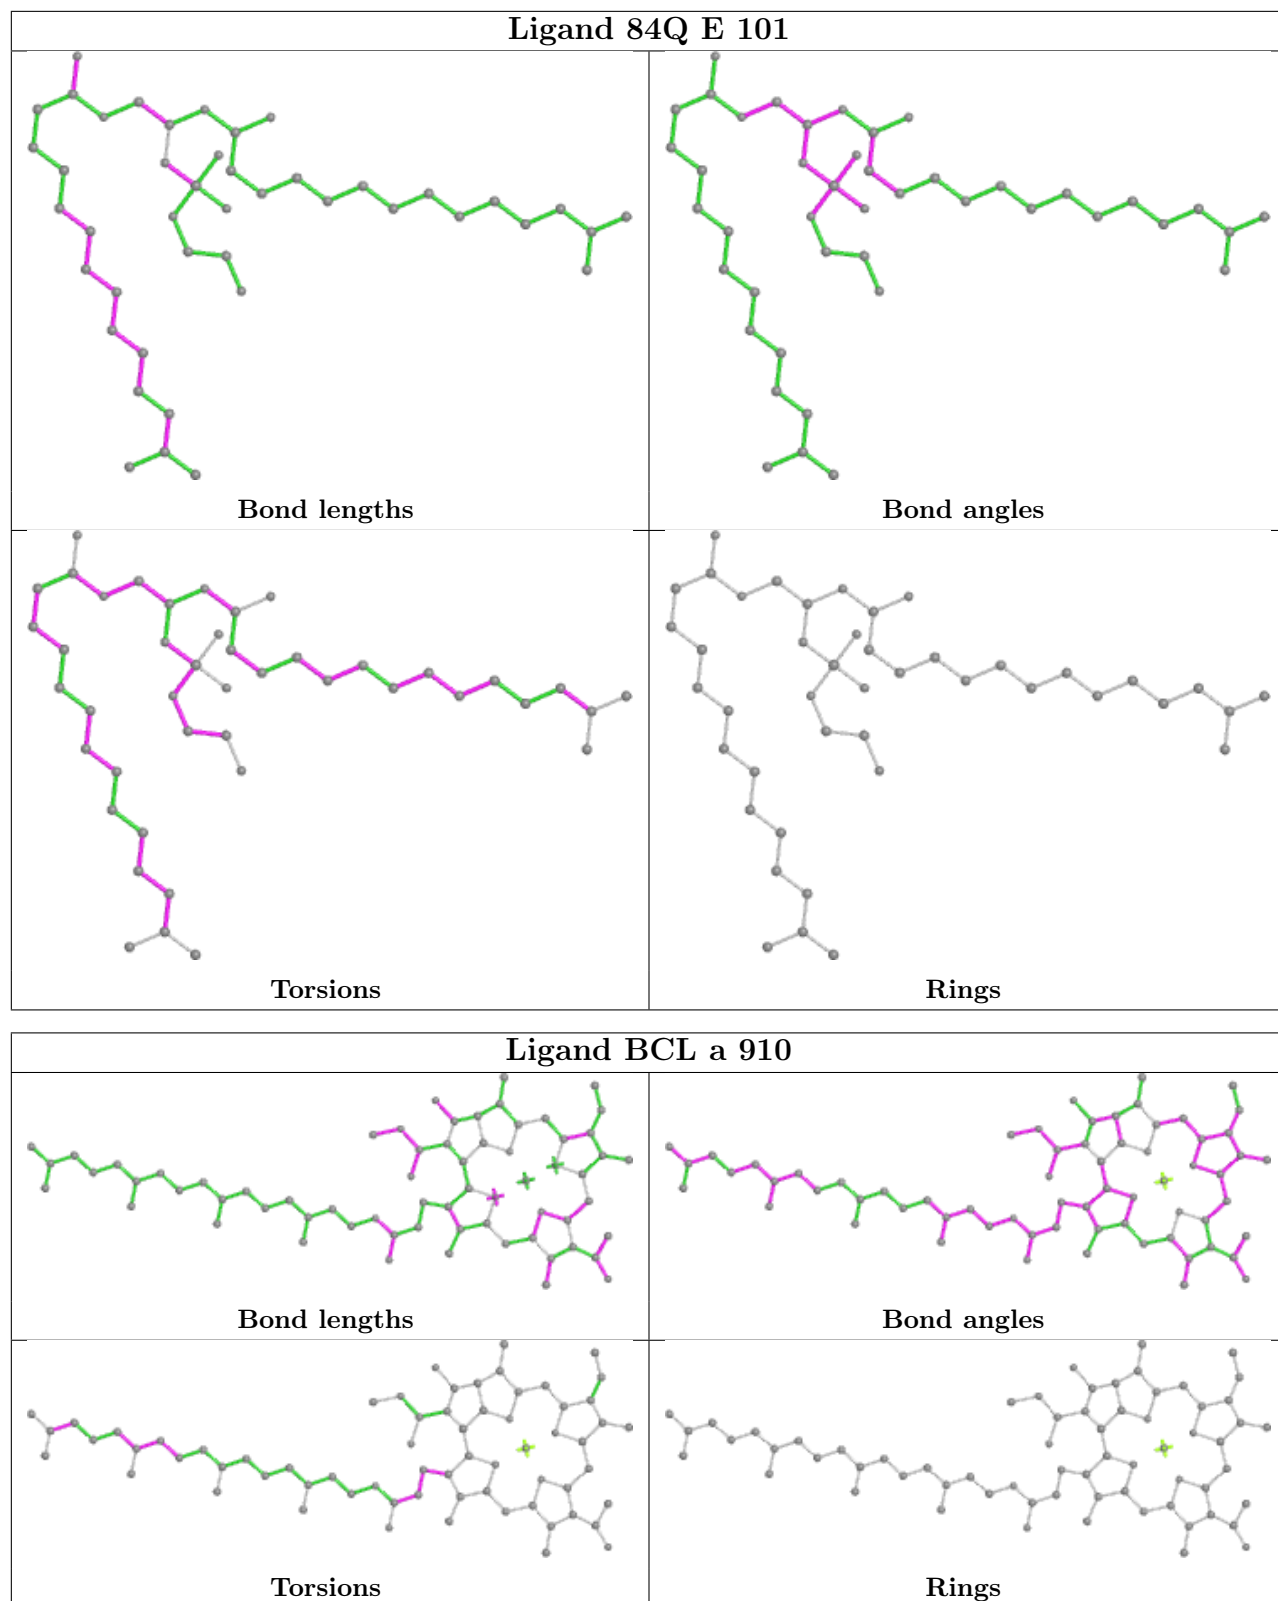 Ligand 84Q E 101
Bond lengths
Bond angles
Torsions
Rings
Ligand BCL a 910
Bond lengths
Bond angles
Torsions
Rings